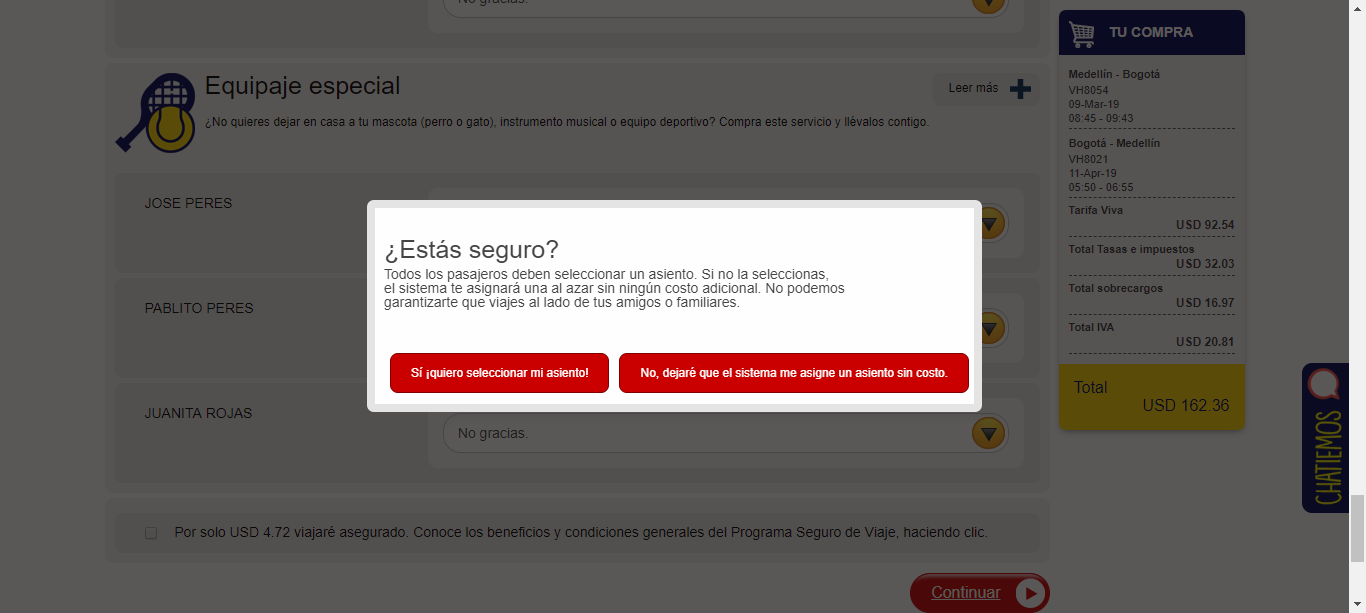 No gracias.
Equipaje especial
Leer más
¿No quieres dejar en casa a tu mascota (perro o gato), instrumento musical o equipo deportivo? Compra este servicio y llévalos contigo.
JOSE PERES
PABLITO PERES
JUANITA ROJAS
No gracias.
¿Estás seguro?
Todos los pasajeros deben seleccionar un asiento. Si no la seleccionas,
el sistema te asignará una al azar sin ningún costo adicional. No podemos
garantizarte que viajes al lado de tus amigos o familiares.
Sí ¡quiero seleccionar mi asiento!
No, dejaré que el sistema me asigne un asiento sin costo.
Por solo USD 4.72 viajaré asegurado. Conoce los beneficios y condiciones generales del Programa Seguro de Viaje, haciendo clic.
Continuar
TU COMPRA
Medellín - Bogotá
VH8054
09-Mar-19
08:45 - 09:43
Bogotá - Medellín
VH8021
11-Apr-19
05:50 - 06:55
Tarifa Viva
USD 92.54
Total Tasas e impuestos
USD 32.03
Total sobrecargos
USD 16.97
Total IVA
USD 20.81
Total
USD 162.36
CHATIEMOS